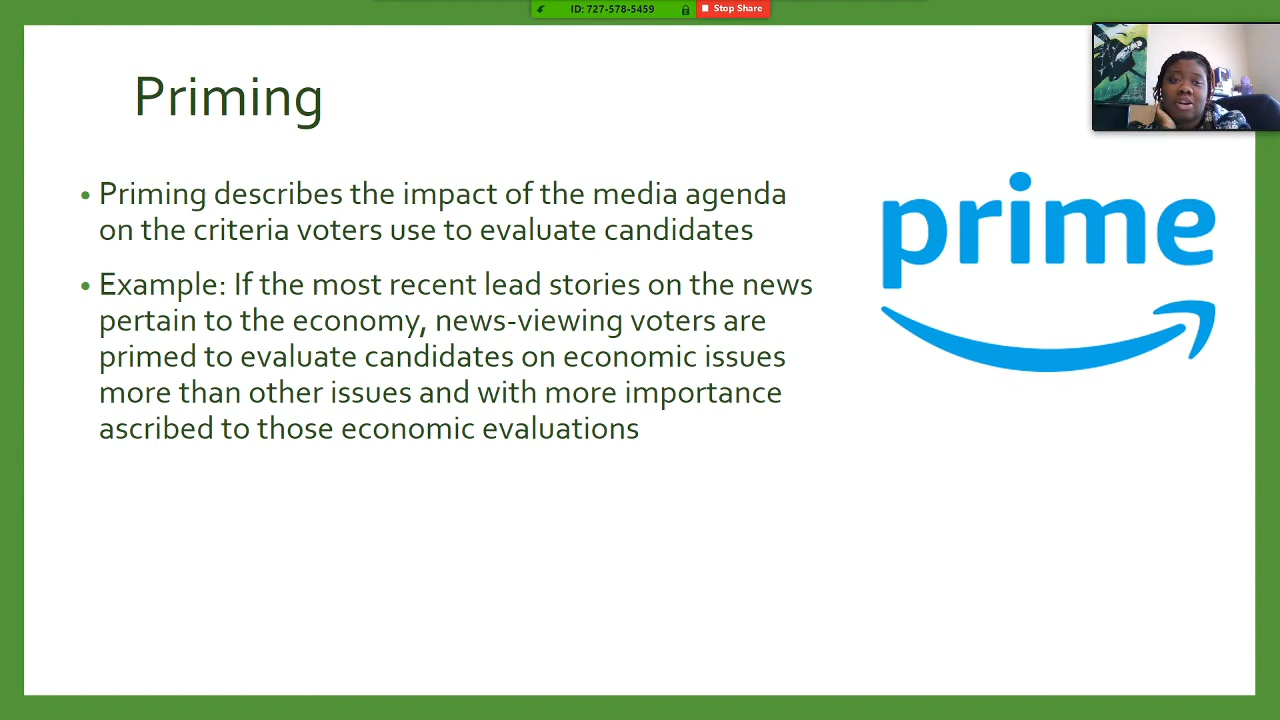 ID: 727-578-5459
Stop Share
Priming
• Priming describes the impact of the media agenda
on the criteria voters use to evaluate candidates
• Example: If the most recent lead stories on the news
pertain to the economy, news-viewing voters are
primed to evaluate candidates on economic issues
more than other issues and with more importance
ascribed to those economic evaluations
prime